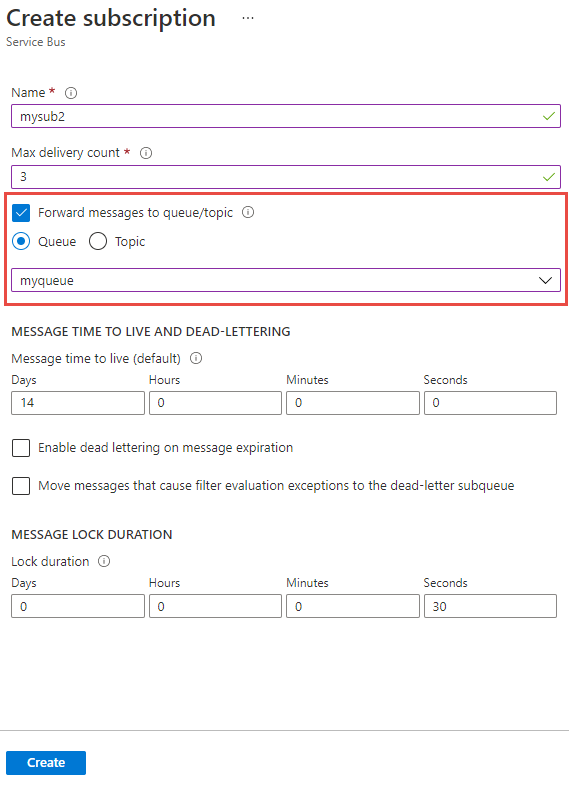 Create subscription ...
Service Bus
Name *
mysub2
Max delivery count *
3
Forward messages to queue/topic
Queue Topic
myqueue
MESSAGE TIME TO LIVE AND DEAD-LETTERING
Message time to live (default)
Days Hours Minutes Seconds
14 0 0 0
Enable dead lettering on message expiration
Move messages that cause filter evaluation exceptions to the dead-letter subqueue
MESSAGE LOCK DURATION
Lock duration
Days Hours Minutes Seconds
0 0 0 30
Create